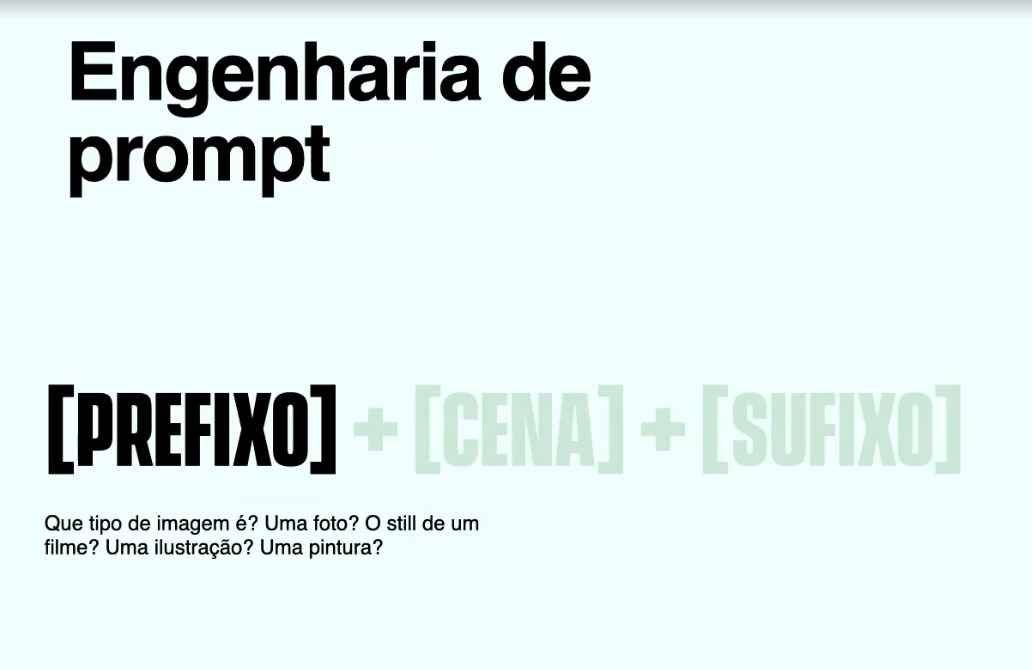 Engenharia de
prompt
[PREFIXO] + [CENA] + [SUFIXO]
Que tipo de imagem é? Uma foto? O still de um
filme? Uma ilustração? Uma pintura?